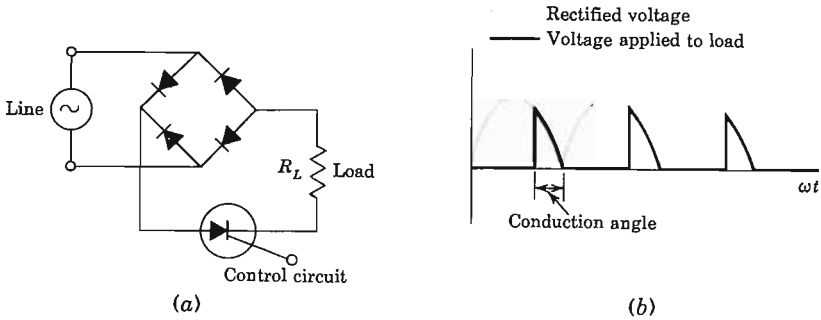 Line
R_L
Load
Control circuit
(a)
Rectified voltage
Voltage applied to load
ωt
Conduction angle
(b)